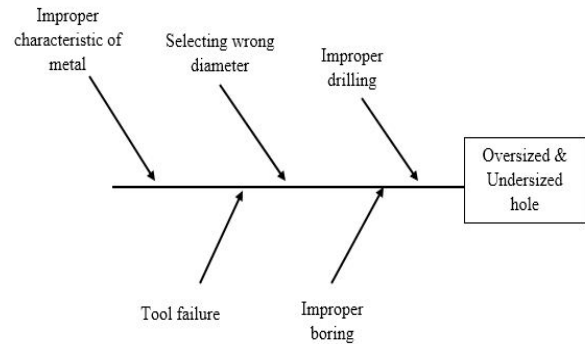 Improper
characteristic of
metal
Selecting wrong
diameter
Improper
drilling
Oversized &
Undersized
hole
Tool failure
Improper
boring